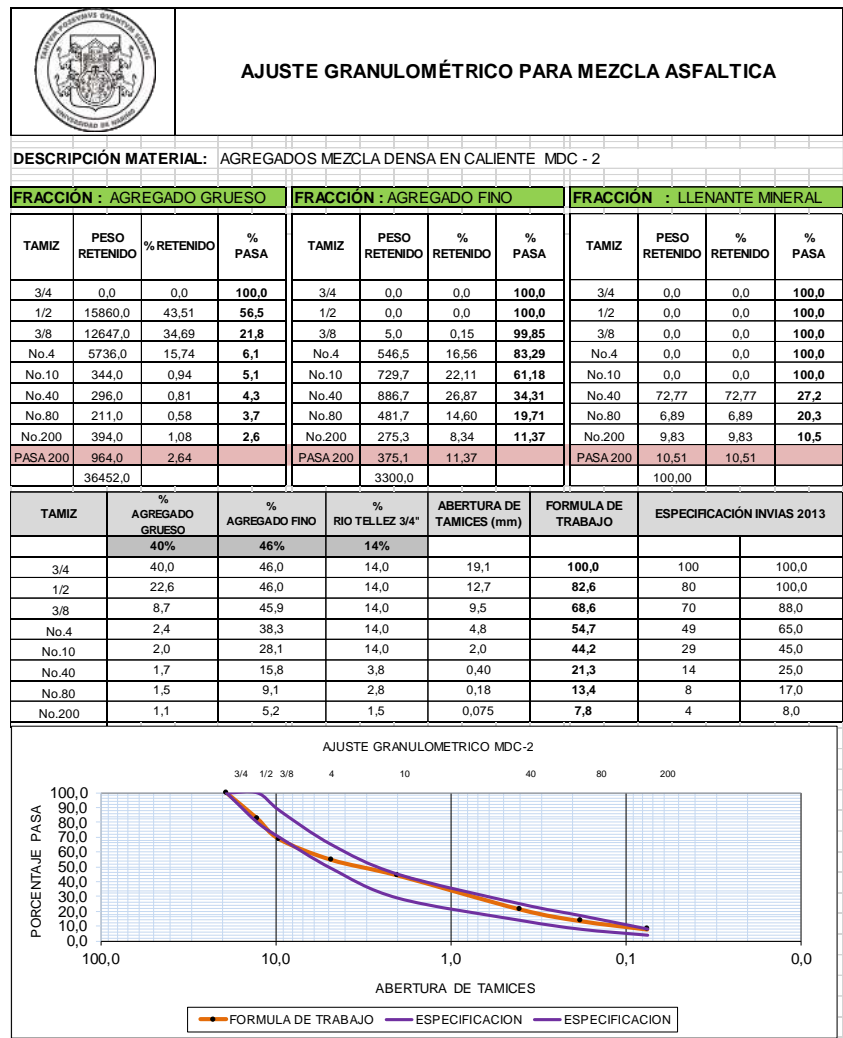 TANTVM POSSVMVS QVANTVM SCIMVS
UNIVERSIDAD DE NARIÑO
AJUSTE GRANULOMÉTRICO PARA MEZCLA ASFALTICA
DESCRIPCIÓN MATERIAL: AGREGADOS MEZCLA DENSA EN CALIENTE MDC - 2
FRACCIÓN : AGREGADO GRUESO FRACCIÓN : AGREGADO FINO FRACCIÓN : LLENANTE MINERAL
TAMIZ PESO RETENIDO % RETENIDO % PASA TAMIZ PESO RETENIDO % RETENIDO % PASA TAMIZ PESO RETENIDO % RETENIDO % PASA
3/4 0,0 0,0 100,0 3/4 0,0 0,0 100,0 3/4 0,0 0,0 100,0
1/2 15860,0 43,51 56,5 1/2 0,0 0,0 100,0 1/2 0,0 0,0 100,0
3/8 12647,0 34,69 21,8 3/8 5,0 0,15 99,85 3/8 0,0 0,0 100,0
No.4 5736,0 15,74 6,1 No.4 546,5 16,56 83,29 No.4 0,0 0,0 100,0
No.10 344,0 0,94 5,1 No.10 729,7 22,11 61,18 No.10 0,0 0,0 100,0
No.40 296,0 0,81 4,3 No.40 886,7 26,87 34,31 No.40 72,77 72,77 27,2
No.80 211,0 0,58 3,7 No.80 481,7 14,60 19,71 No.80 6,89 6,89 20,3
No.200 394,0 1,08 2,6 No.200 275,3 8,34 11,37 No.200 9,83 9,83 10,5
PASA 200 964,0 2,64 PASA 200 375,1 11,37 PASA 200 10,51 10,51
36452,0 3300,0 100,00
TAMIZ % AGREGADO GRUESO % AGREGADO FINO % RIO TELLEZ 3/4" ABERTURA DE TAMICES (mm) FORMULA DE TRABAJO ESPECIFICACIÓN INVIAS 2013
40% 46% 14%
3/4 40,0 46,0 14,0 19,1 100,0 100 100,0
1/2 22,6 46,0 14,0 12,7 82,6 80 100,0
3/8 8,7 45,9 14,0 9,5 68,6 70 88,0
No.4 2,4 38,3 14,0 4,8 54,7 49 65,0
No.10 2,0 28,1 14,0 2,0 44,2 29 45,0
No.40 1,7 15,8 3,8 0,40 21,3 14 25,0
No.80 1,5 9,1 2,8 0,18 13,4 8 17,0
No.200 1,1 5,2 1,5 0,075 7,8 4 8,0
AJUSTE GRANULOMETRICO MDC-2
3/4 1/2 3/8 4 10 40 80 200
PORCENTAJE PASA
100,0
90,0
80,0
70,0
60,0
50,0
40,0
30,0
20,0
10,0
0,0
100,0 10,0 1,0 0,1 0,0
ABERTURA DE TAMICES
FORMULA DE TRABAJO ESPECIFICACION ESPECIFICACION